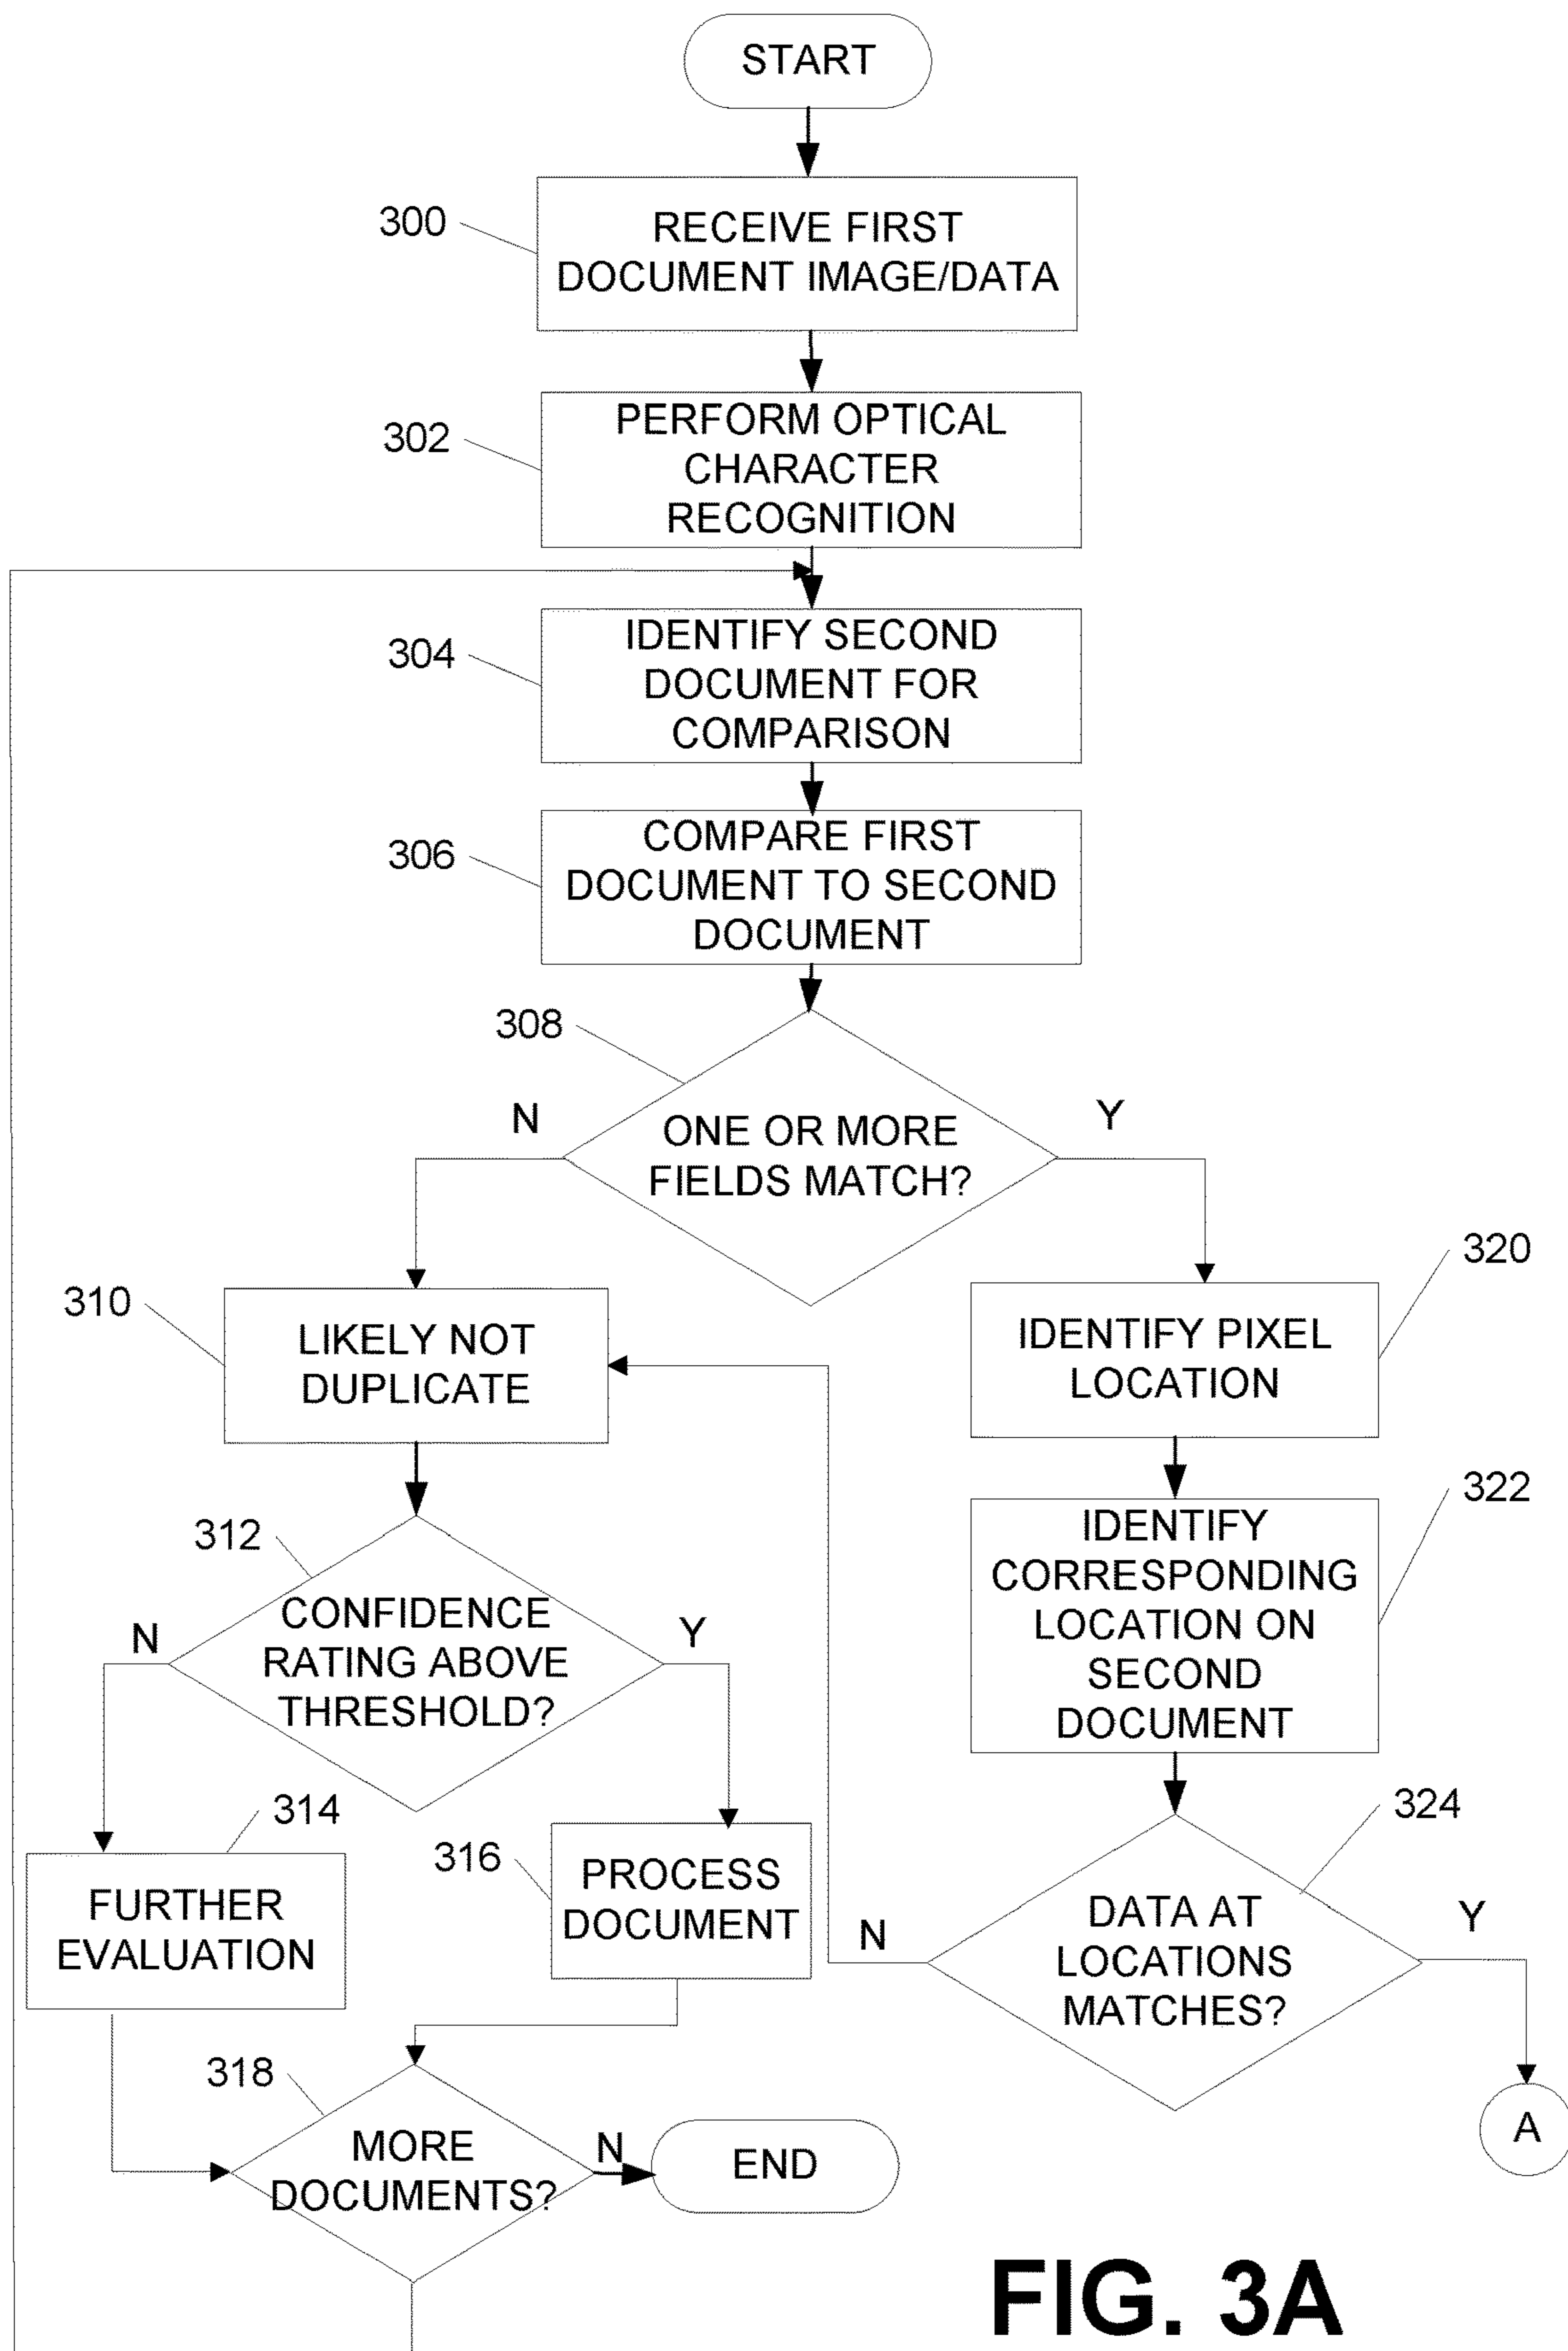 START
300
RECEIVE FIRST
DOCUMENT IMAGE/DATA
302
PERFORM OPTICAL
CHARACTER
RECOGNITION
304
IDENTIFY SECOND
DOCUMENT FOR
COMPARISON
306
COMPARE FIRST
DOCUMENT TO SECOND
DOCUMENT
308
N
ONE OR MORE
FIELDS MATCH?
Y
310
LIKELY NOT
DUPLICATE
320
IDENTIFY PIXEL
LOCATION
312
N
CONFIDENCE
RATING ABOVE
THRESHOLD?
Y
322
IDENTIFY
CORRESPONDING
LOCATION ON
SECOND
DOCUMENT
314
FURTHER
EVALUATION
316
PROCESS
DOCUMENT
324
N
DATA AT
LOCATIONS
MATCHES?
Y
A
318
MORE
DOCUMENTS?
N
END
FIG. 3A